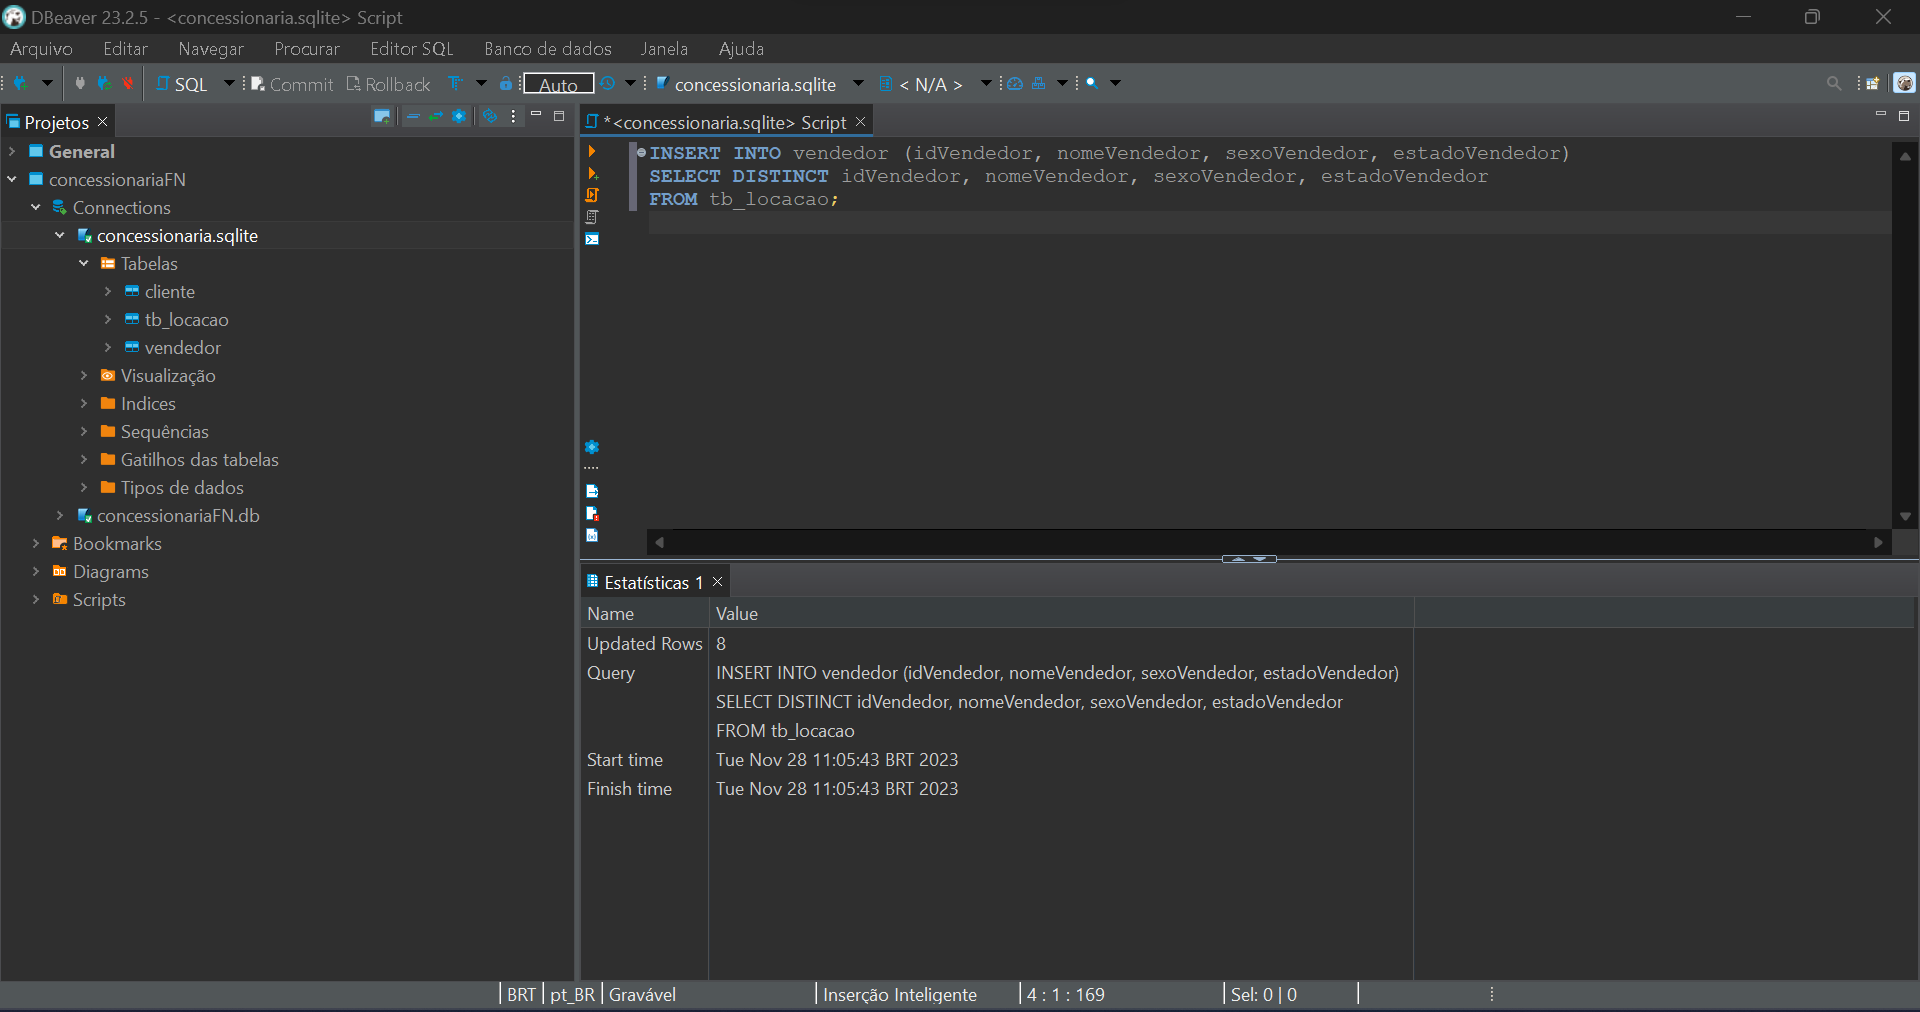 DBeaver 23.2.5 - <concessionaria.sqlite> Script
Arquivo Editar Navegar Procurar Editor SQL Banco de dados Janela Ajuda
SQL Commit Rollback Auto concessionaria.sqlite < N/A >
Projetos
General
concessionariaFN
Connections
concessionaria.sqlite
Tabelas
cliente
tb_locacao
vendedor
Visualização
Indices
Sequências
Gatilhos das tabelas
Tipos de dados
concessionariaFN.db
Bookmarks
Diagrams
Scripts
*<concessionaria.sqlite> Script
INSERT INTO vendedor (idVendedor, nomeVendedor, sexoVendedor, estadoVendedor)
SELECT DISTINCT idVendedor, nomeVendedor, sexoVendedor, estadoVendedor
FROM tb_locacao;
Estatísticas 1
Name Value
Updated Rows 8
Query INSERT INTO vendedor (idVendedor, nomeVendedor, sexoVendedor, estadoVendedor)
SELECT DISTINCT idVendedor, nomeVendedor, sexoVendedor, estadoVendedor
FROM tb_locacao
Start time Tue Nov 28 11:05:43 BRT 2023
Finish time Tue Nov 28 11:05:43 BRT 2023
BRT pt_BR Gravável Inserção Inteligente 4 : 1 : 169 Sel: 0 | 0